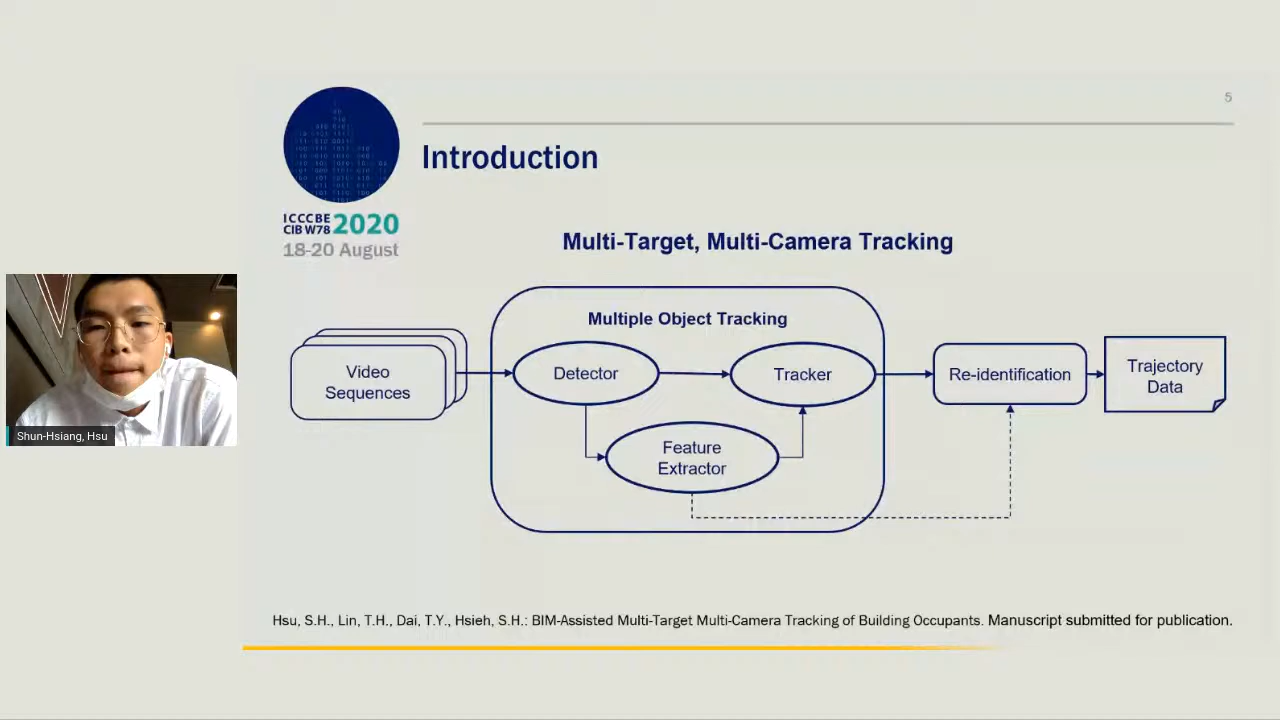 5
Introduction
ICCCBE
CIB W78 2020
18-20 August
Multi-Target, Multi-Camera Tracking
Multiple Object Tracking
Video
Sequences
Detector
Tracker
Re-identification
Trajectory
Data
Feature
Extractor
Shun-Hsiang, Hsu
Hsu, S.H., Lin, T.H., Dai, T.Y., Hsieh, S.H.: BIM-Assisted Multi-Target Multi-Camera Tracking of Building Occupants. Manuscript submitted for publication.